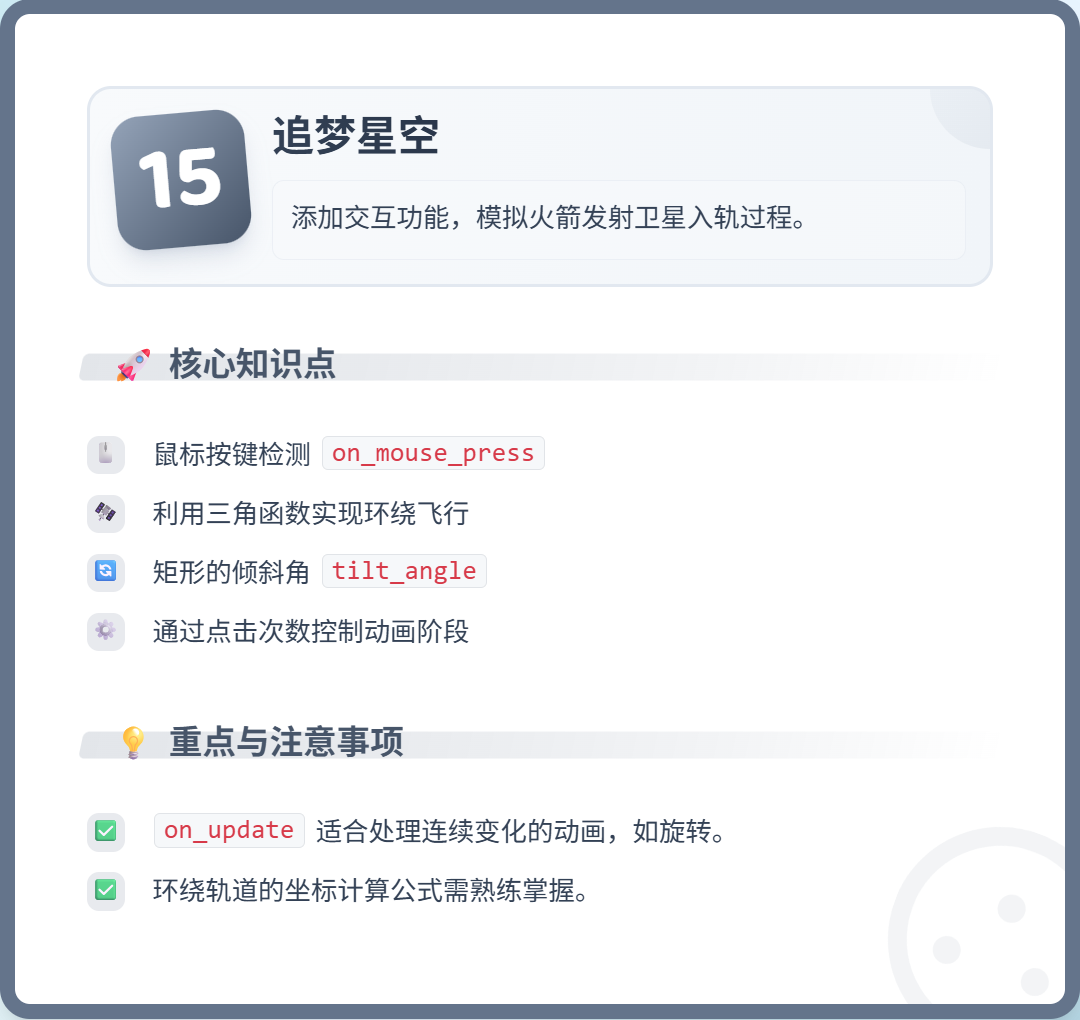 15
追梦星空
添加交互功能，模拟火箭发射卫星入轨过程。
核心知识点
鼠标按键检测 on_mouse_press
利用三角函数实现环绕飞行
矩形的倾斜角 tilt_angle
通过点击次数控制动画阶段
重点与注意事项
on_update 适合处理连续变化的动画，如旋转。
环绕轨道的坐标计算公式需熟练掌握。